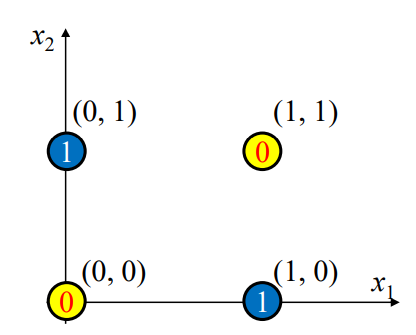 x₂
(0, 1) (1, 1)
1 0
(0, 0) (1, 0) x₁
0 1